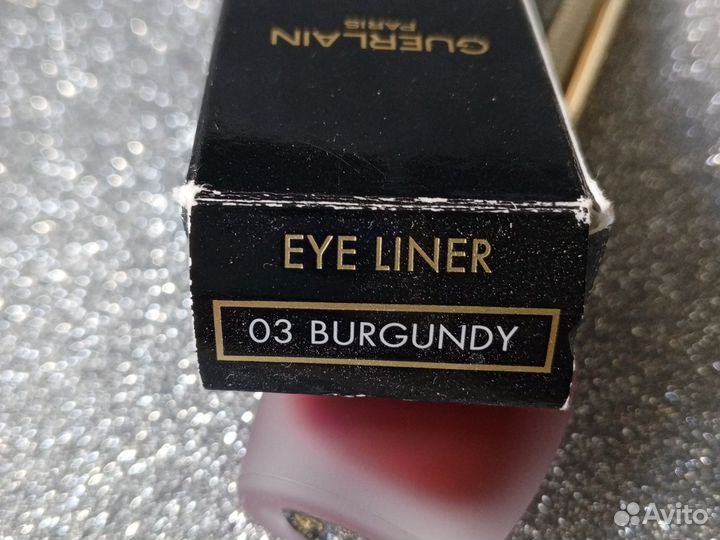 GUERLAIN
PARIS
EYE LINER
03 BURGUNDY
Avito